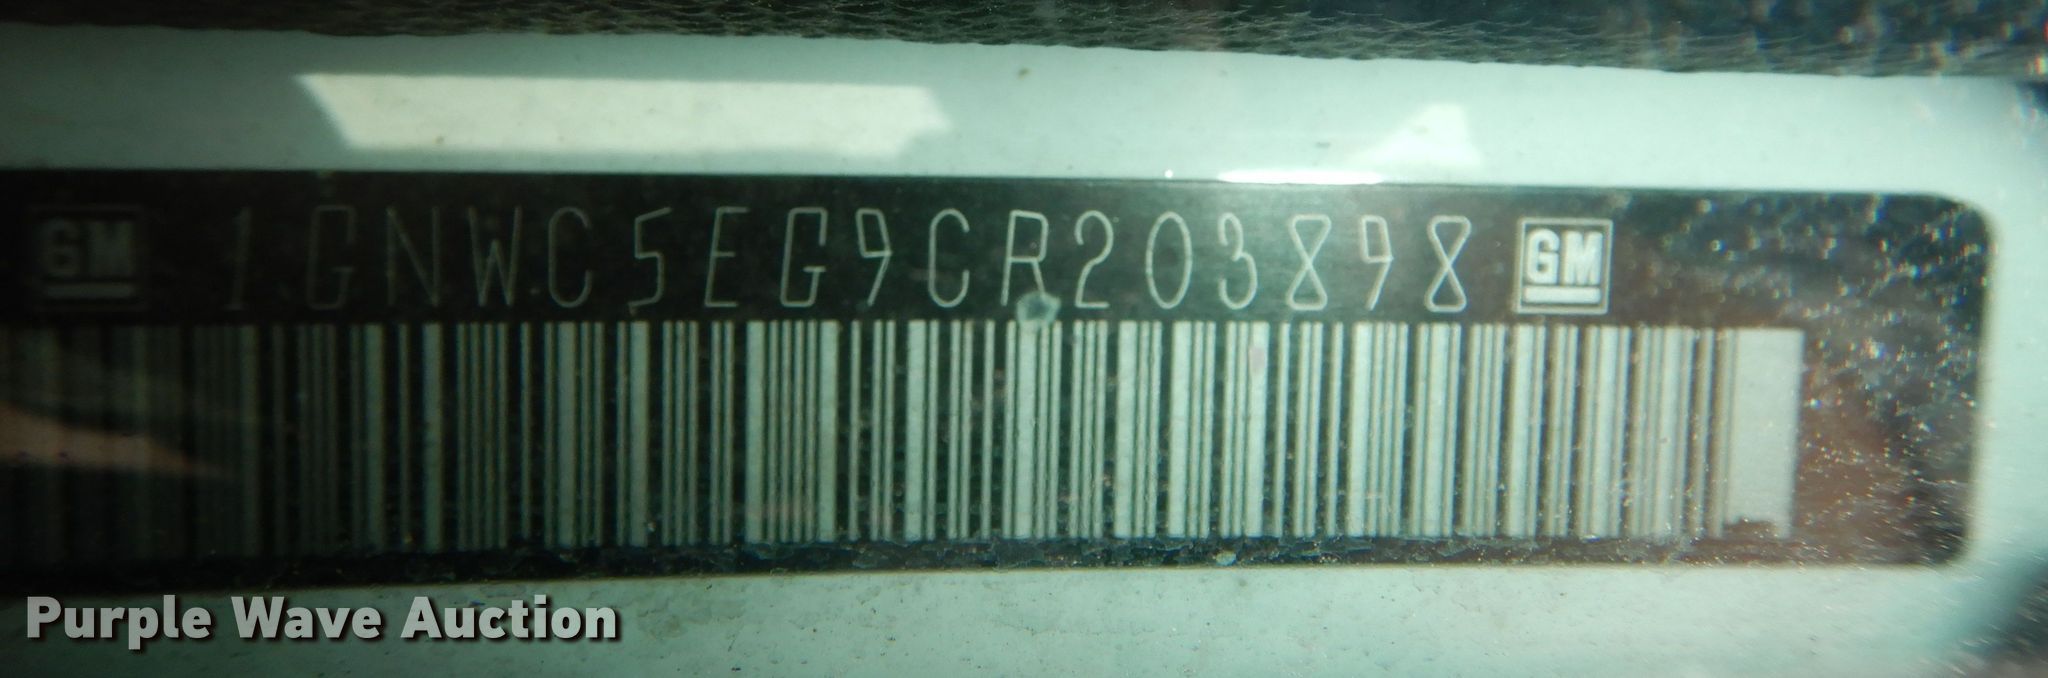 GM 1GNWC5EG9CR203898 GM
Purple Wave Auction